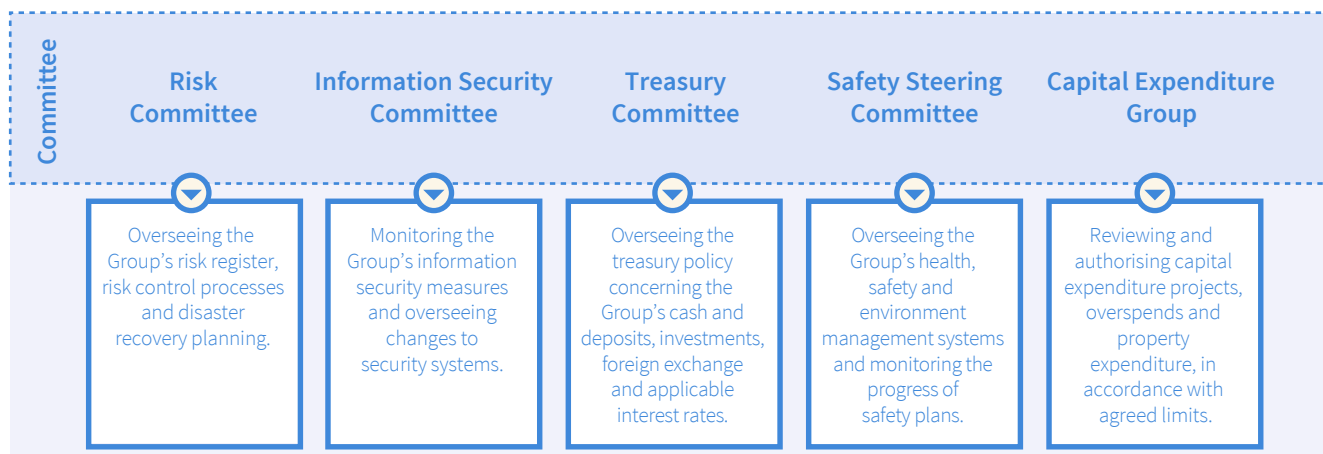 Committee
Risk
Committee
Information Security
Committee
Treasury
Committee
Safety Steering
Committee
Capital Expenditure
Group
Overseeing the
Group’s risk register,
risk control processes
and disaster
recovery planning.
Monitoring the
Group’s information
security measures
and overseeing
changes to
security systems.
Overseeing the
treasury policy
concerning the
Group’s cash and
deposits, investments,
foreign exchange
and applicable
interest rates.
Overseeing the
Group’s health,
safety and
environment
management systems
and monitoring the
progress of
safety plans.
Reviewing and
authorising capital
expenditure projects,
overspends and
property
expenditure, in
accordance with
agreed limits.